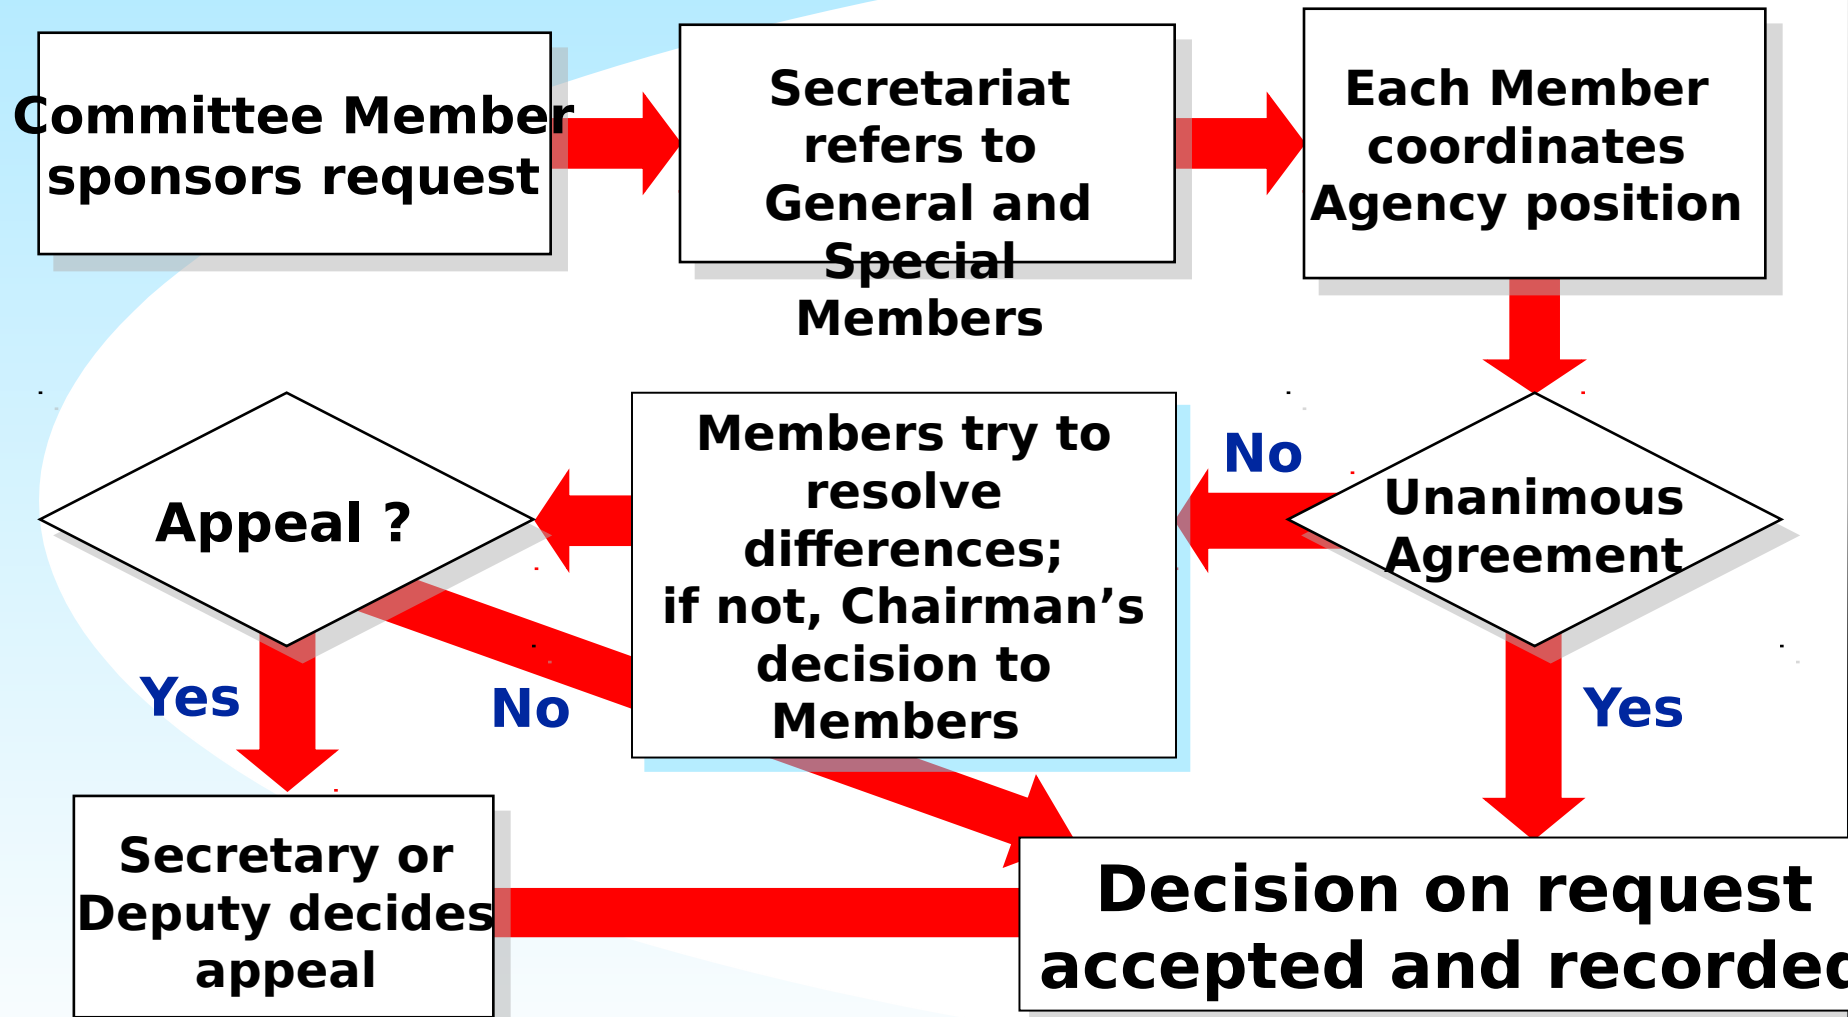 Committee Member
sponsors request
Secretariat
refers to
General and
Special
Members
Each Member
coordinates
Agency position
Appeal ?
Members try to
resolve
differences;
if not, Chairman’s
decision to
Members
No
Unanimous
Agreement
Yes
No
Yes
Secretary or
Deputy decides
appeal
Decision on request
accepted and recorded